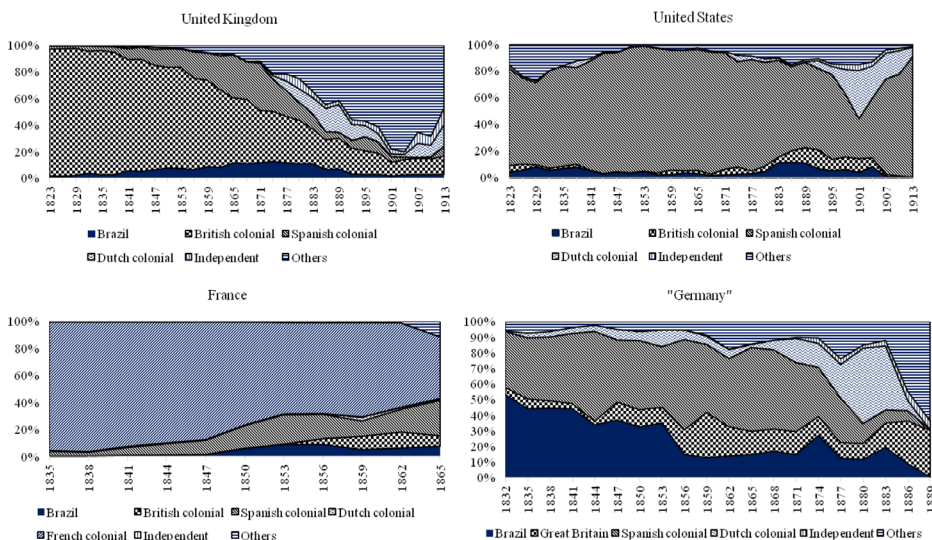 United Kingdom
100%
80%
60%
40%
20%
0%
1823 1829 1835 1841 1847 1853 1859 1865 1871 1877 1883 1889 1895 1901 1907 1913
Brazil British colonial Spanish colonial
Dutch colonial Independent Others
United States
100%
80%
60%
40%
20%
0%
1823 1829 1835 1841 1847 1853 1859 1865 1871 1877 1883 1889 1895 1901 1907 1913
Brazil British colonial Spanish colonial
Dutch colonial Independent Others
France
100%
80%
60%
40%
20%
0%
1835 1838 1841 1844 1847 1850 1853 1856 1859 1862 1865
Brazil British colonial Spanish colonial Dutch colonial
French colonial Independent Others
"Germany"
100%
90%
80%
70%
60%
50%
40%
30%
20%
10%
0%
1832 1835 1838 1841 1844 1847 1850 1853 1856 1859 1862 1865 1868 1871 1874 1877 1880 1883 1886 1889
Brazil Great Britain Spanish colonial Dutch colonial Independent Others